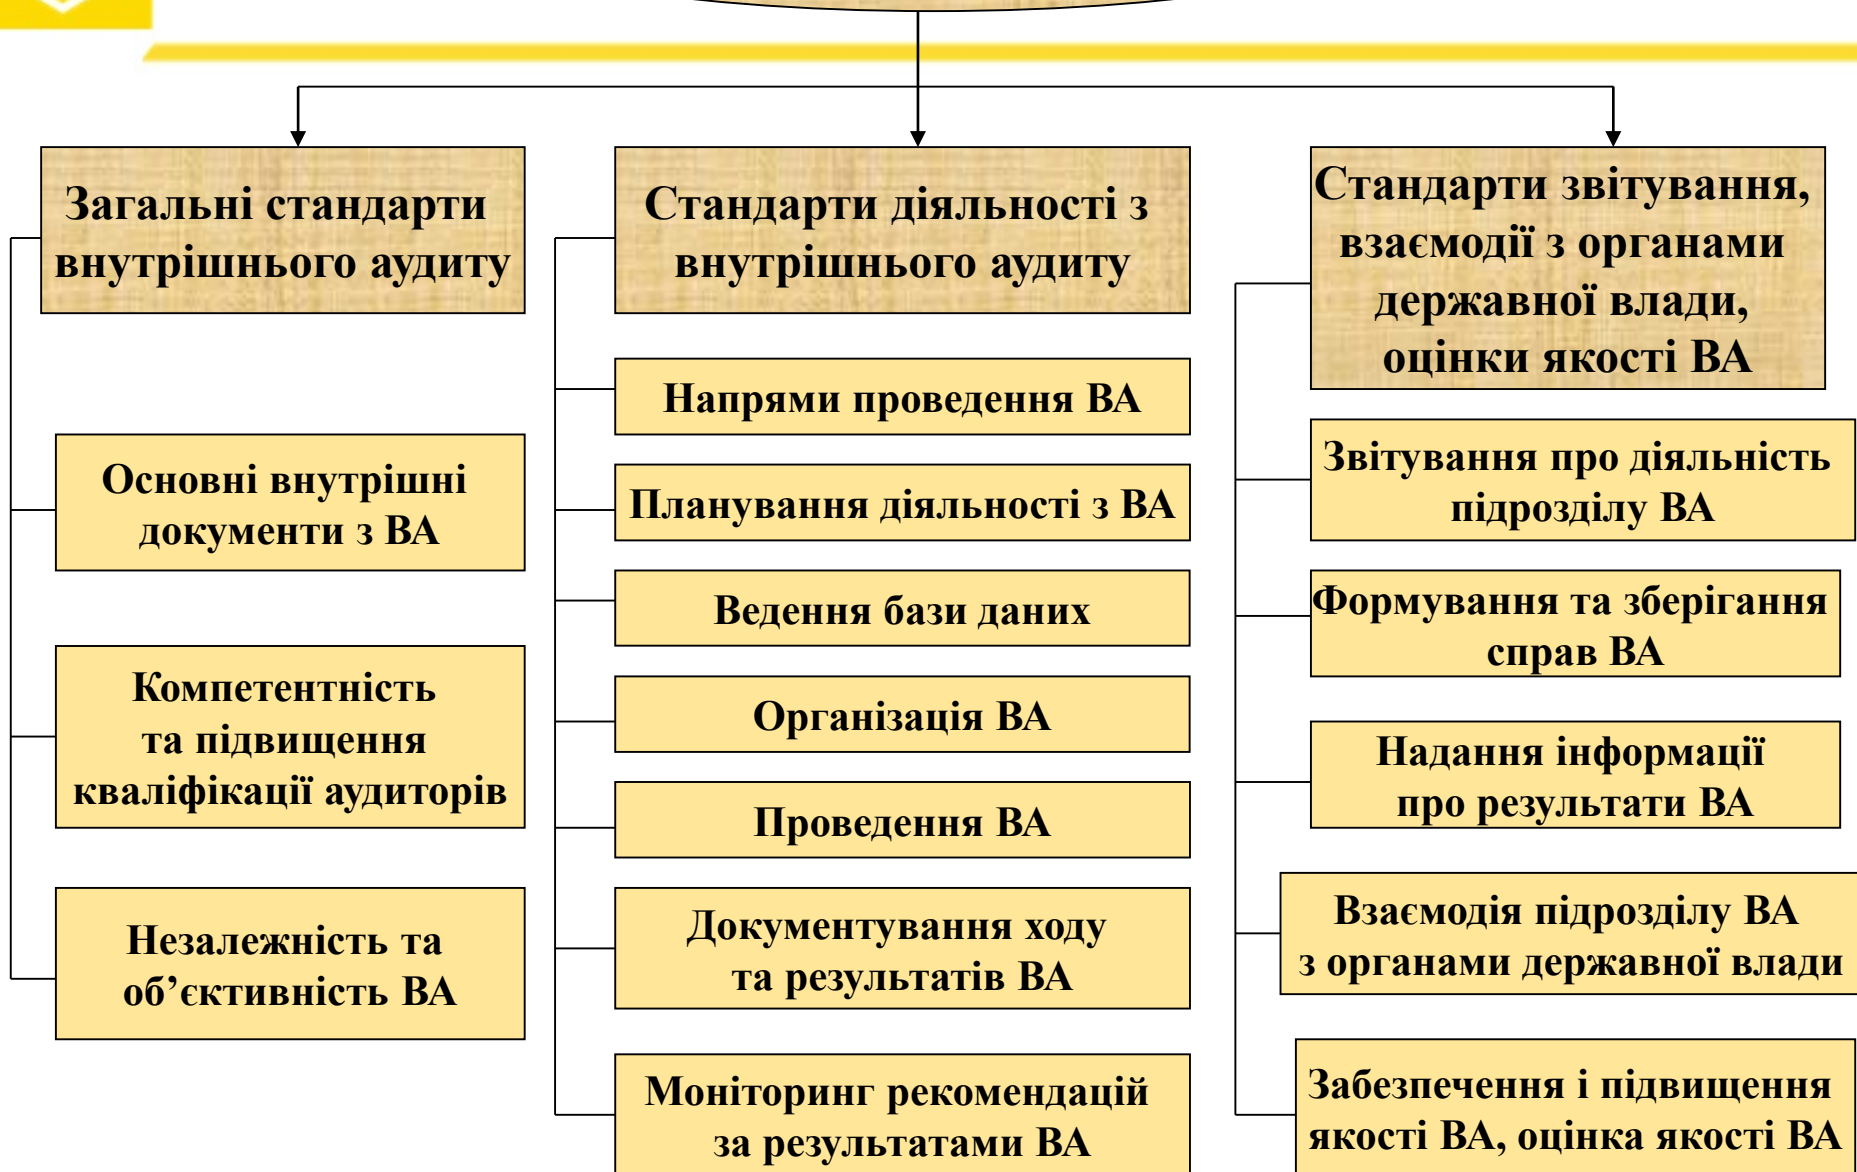 Загальні стандарти
внутрішнього аудиту
Основні внутрішні
документи з ВА
Компетентність
та підвищення
кваліфікації аудиторів
Незалежність та
об’єктивність ВА
Стандарти діяльності з
внутрішнього аудиту
Напрями проведення ВА
Планування діяльності з ВА
Ведення бази даних
Організація ВА
Проведення ВА
Документування ходу
та результатів ВА
Моніторинг рекомендацій
за результатами ВА
Стандарти звітування,
взаємодії з органами
державної влади,
оцінки якості ВА
Звітування про діяльність
підрозділу ВА
Формування та зберігання
справ ВА
Надання інформації
про результати ВА
Взаємодія підрозділу ВА
з органами державної влади
Забезпечення і підвищення
якості ВА, оцінка якості ВА